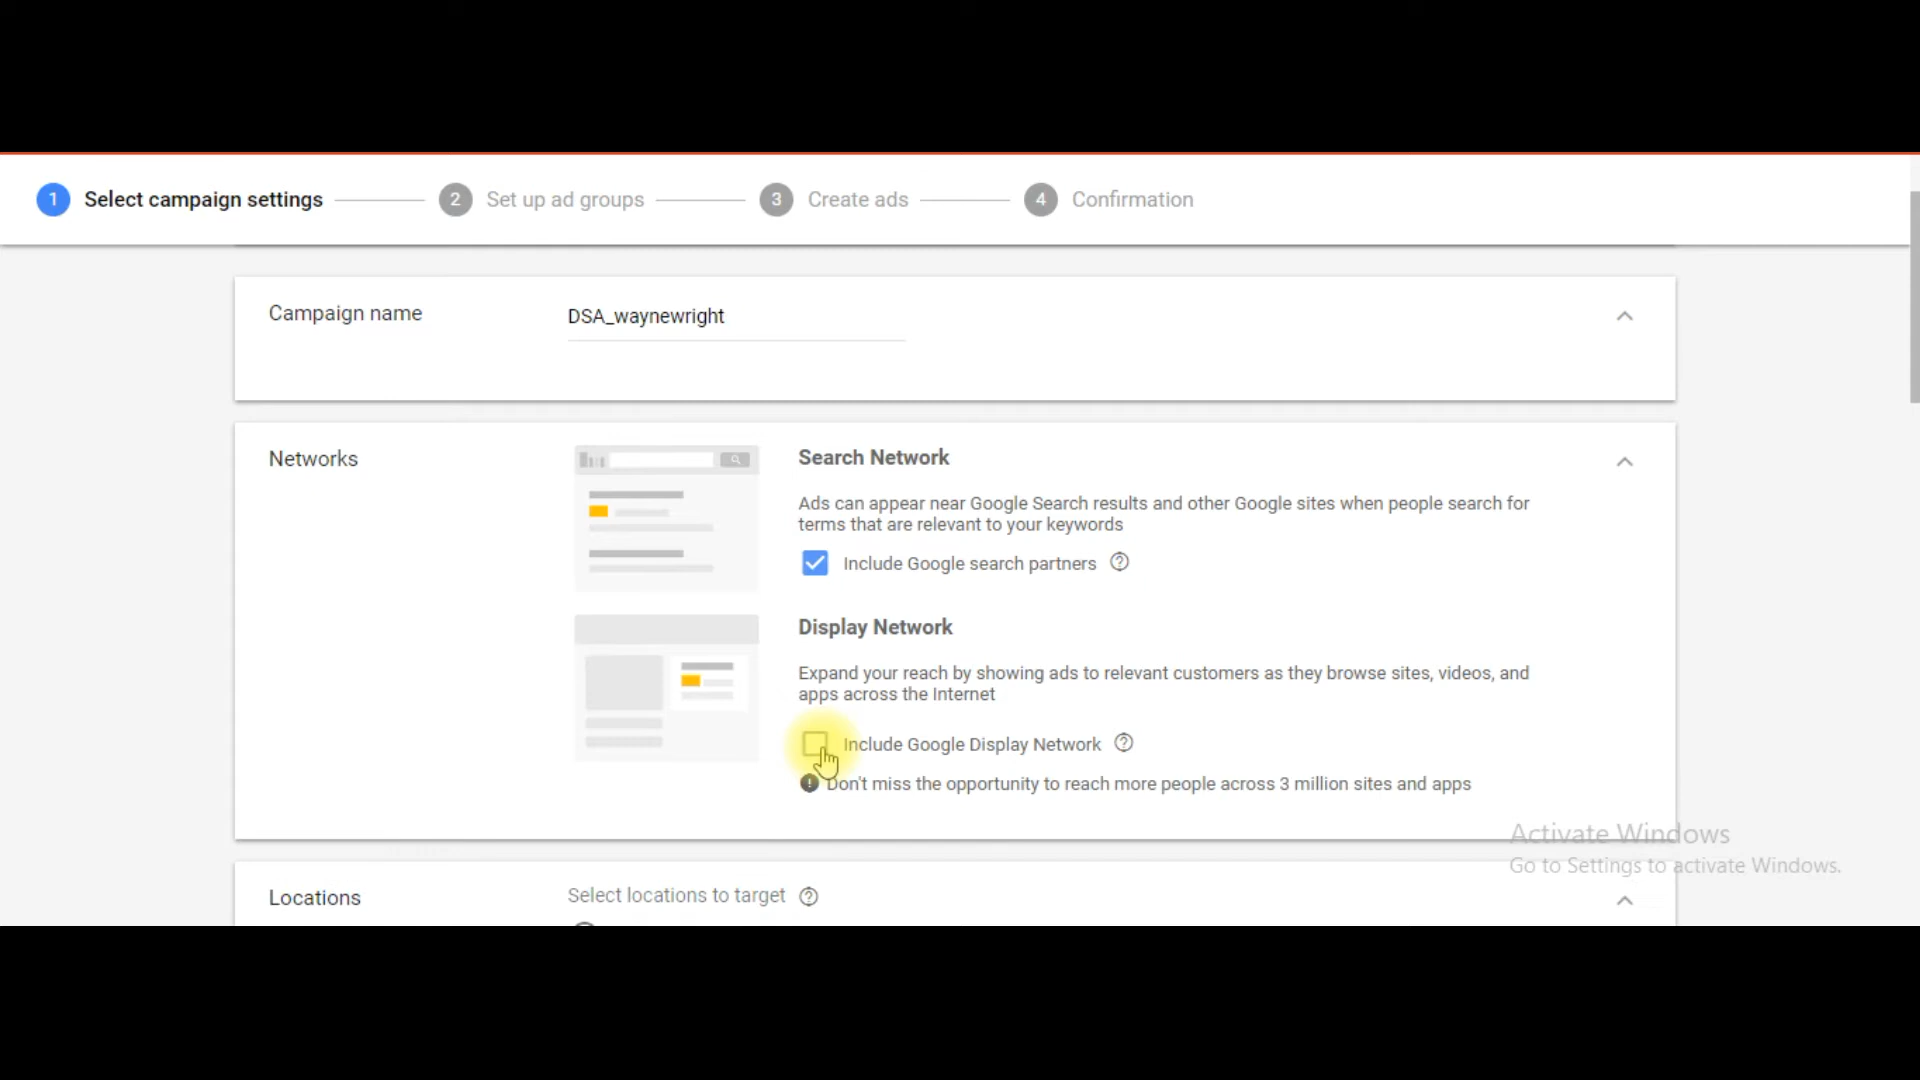 1 Select campaign settings 2 Set up ad groups 3 Create ads 4 Confirmation
Campaign name DSA_waynewright
Networks
Search Network
Ads can appear near Google Search results and other Google sites when people search for
terms that are relevant to your keywords
Include Google search partners
Display Network
Expand your reach by showing ads to relevant customers as they browse sites, videos, and
apps across the Internet
Include Google Display Network
Don't miss the opportunity to reach more people across 3 million sites and apps
Activate Windows
Go to Settings to activate Windows.
Locations Select locations to target